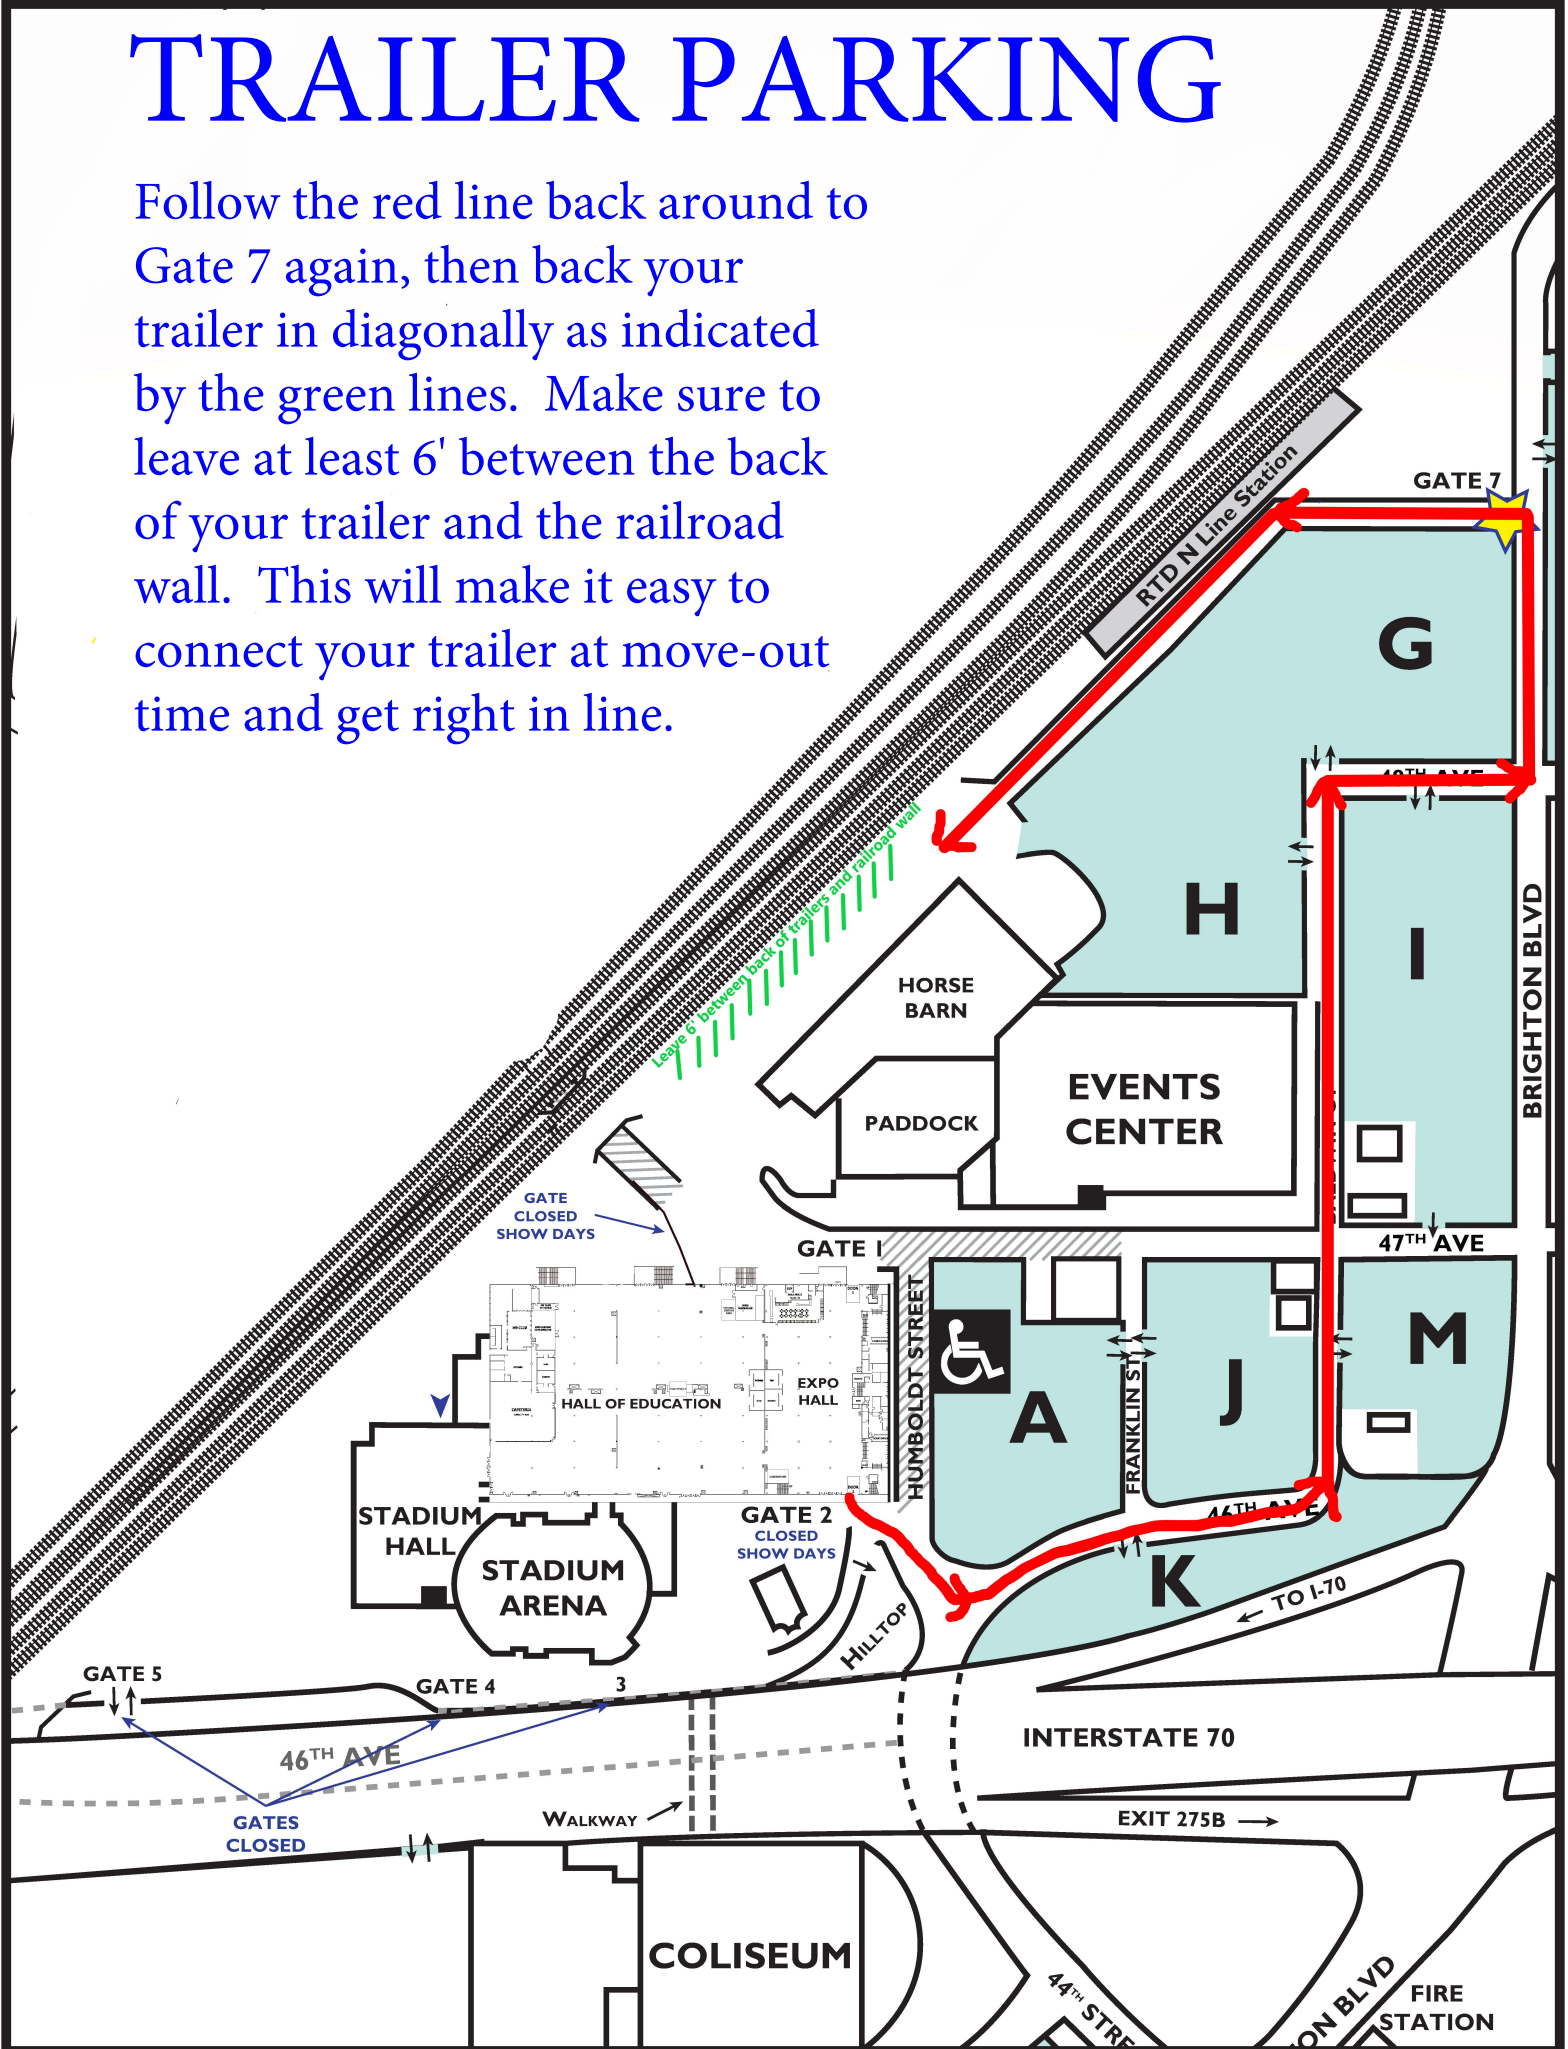 TRAILER PARKING
Follow the red line back around to
Gate 7 again, then back your
trailer in diagonally as indicated
by the green lines.  Make sure to
leave at least 6' between the back
of your trailer and the railroad
wall.  This will make it easy to
connect your trailer at move-out
time and get right in line.
RTD N Line Station
GATE 7
G
48TH AVE
Leave 6' between back of trailers and railroad wall
H
I
BRIGHTON BLVD
HORSE
BARN
PADDOCK
EVENTS
CENTER
GATE
CLOSED
SHOW DAYS
GATE 1
47TH AVE
HUMBOLDT STREET
A
FRANKLIN ST
J
M
HALL OF EDUCATION
EXPO
HALL
STADIUM
HALL
STADIUM
ARENA
GATE 2
CLOSED
SHOW DAYS
46TH AVE
K
HILLTOP
TO I-70
GATE 5
GATE 4
3
46TH AVE
GATES
CLOSED
INTERSTATE 70
WALKWAY
EXIT 275B
COLISEUM
44TH STRE
ON BLVD
FIRE
STATION